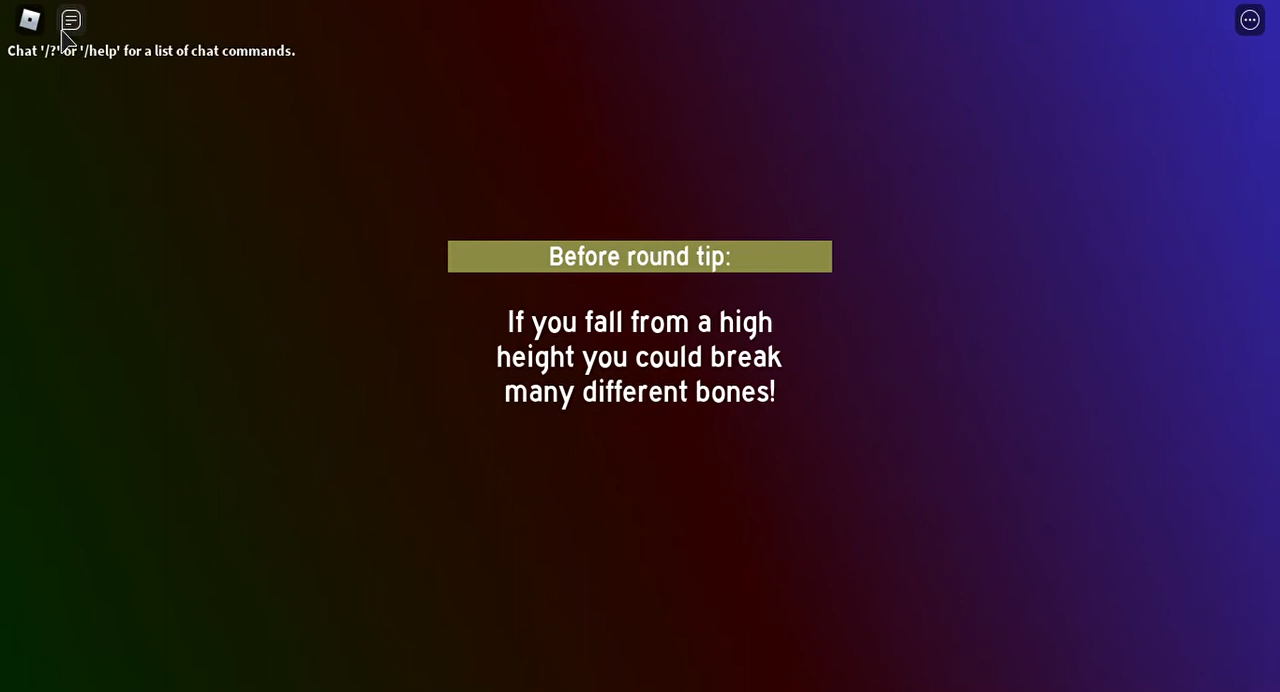 Chat '/?' or '/help' for a list of chat commands.
Before round tip:
If you fall from a high
height you could break
many different bones!